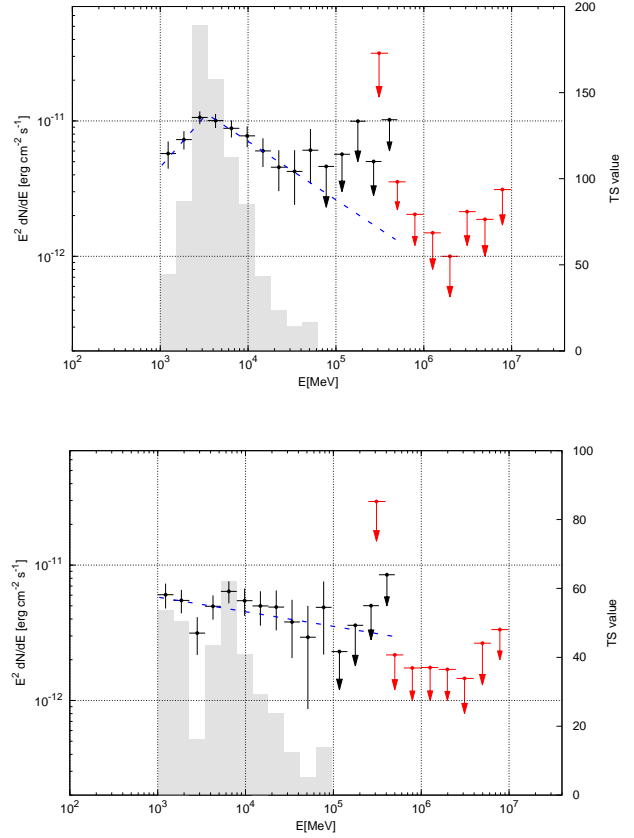 200
150
100
50
0
10⁻¹¹
10⁻¹²
E² dN/dE [erg cm⁻² s⁻¹]
TS value
10² 10³ 10⁴ 10⁵ 10⁶ 10⁷
E[MeV]
100
80
60
40
20
0
10⁻¹¹
10⁻¹²
E² dN/dE [erg cm⁻² s⁻¹]
TS value
10² 10³ 10⁴ 10⁵ 10⁶ 10⁷
E[MeV]